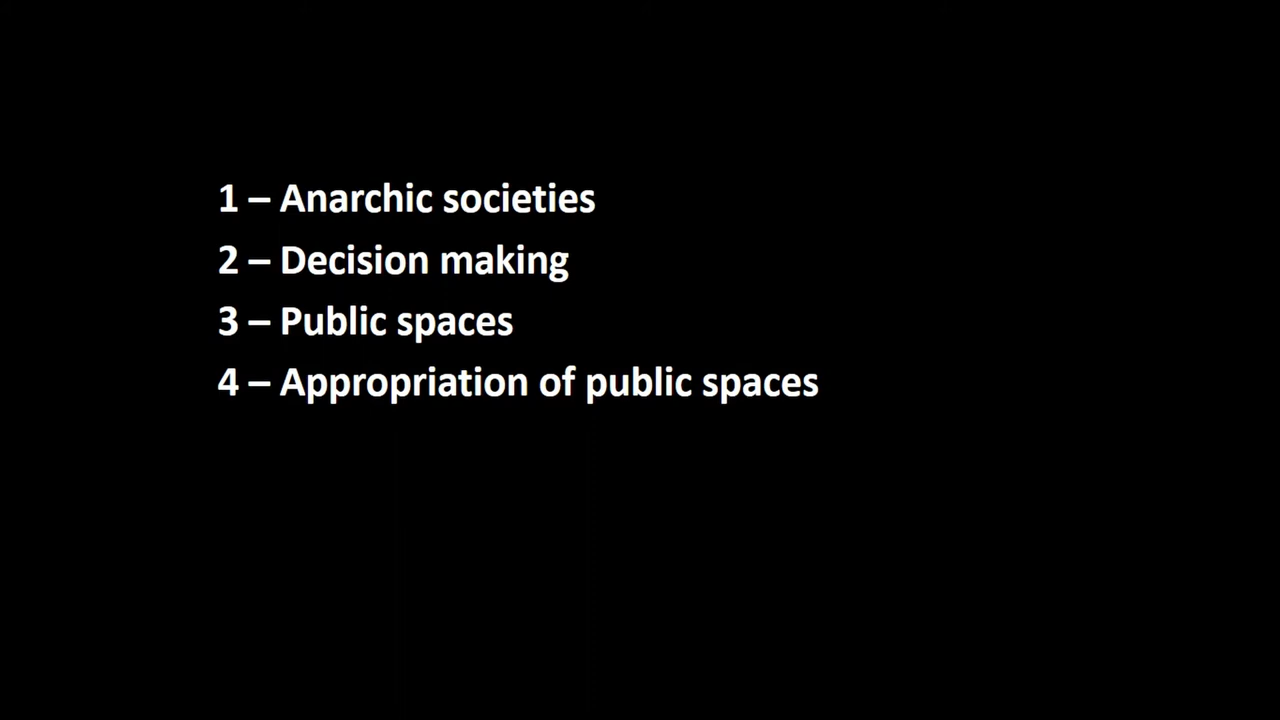 1 – Anarchic societies
2 – Decision making
3 – Public spaces
4 – Appropriation of public spaces